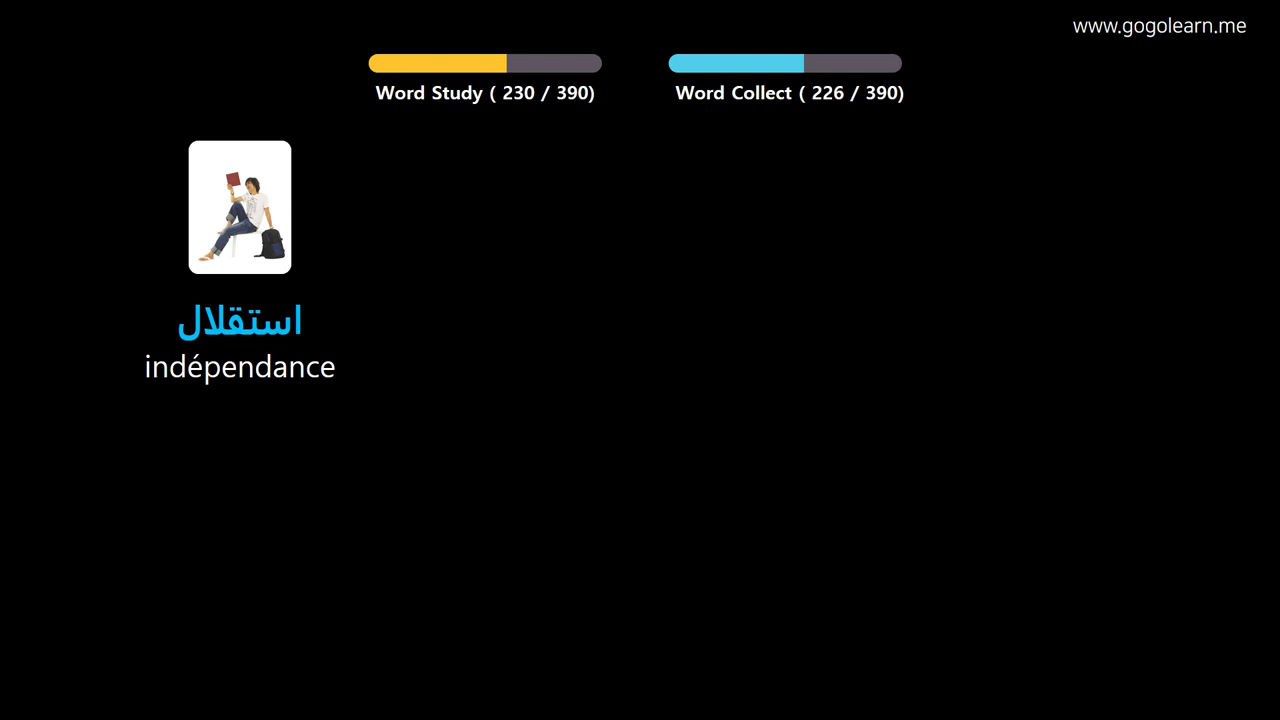 www.gogolearn.me
Word Study ( 230 / 390)
Word Collect ( 226 / 390)
استقلال
indépendance